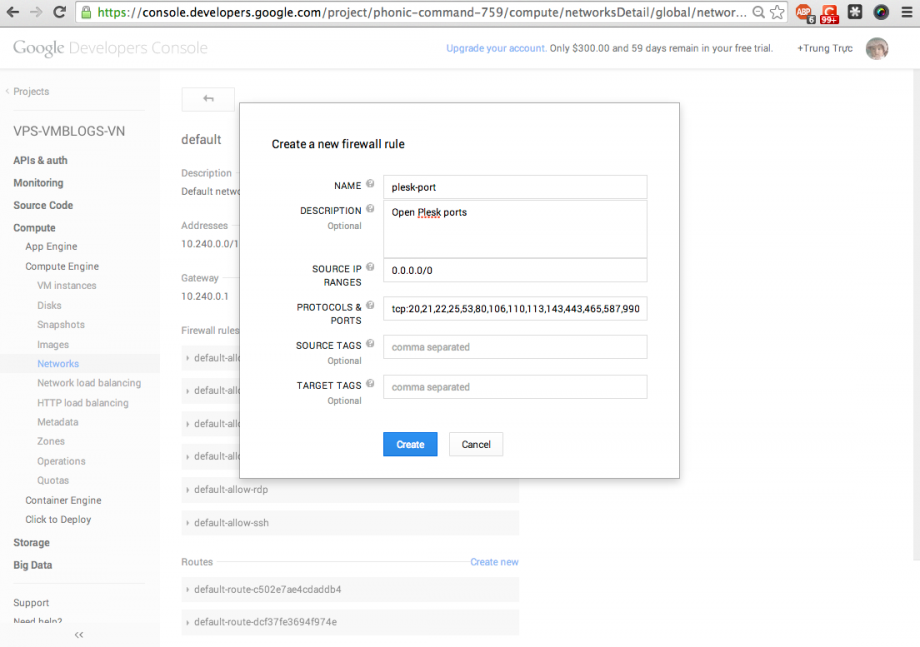 https://console.developers.google.com/project/phonic-command-759/compute/networksDetail/global/networ...
ABP 6 99+
Google Developers Console
Upgrade your account. Only $300.00 and 59 days remain in your free trial.
+Trung Trực
Projects
VPS-VMBLOGS-VN
APIs & auth
Monitoring
Source Code
Compute
App Engine
Compute Engine
VM instances
Disks
Snapshots
Images
Networks
Network load balancing
HTTP load balancing
Metadata
Zones
Operations
Quotas
Container Engine
Click to Deploy
Storage
Big Data
Support
Need help?
default
Description
Default netwo
Addresses
10.240.0.0/1
Gateway
10.240.0.1
Firewall rules
default-allo
default-allo
default-allo
default-allo
default-allow-rdp
default-allow-ssh
Routes
Create new
default-route-c502e7ae4cdaddb4
default-route-dcf37fe3694f974e
Create a new firewall rule
NAME
plesk-port
DESCRIPTION
Optional
Open Plesk ports
SOURCE IP
RANGES
0.0.0.0/0
PROTOCOLS &
PORTS
tcp:20,21,22,25,53,80,106,110,113,143,443,465,587,990
SOURCE TAGS
Optional
comma separated
TARGET TAGS
Optional
comma separated
Create
Cancel